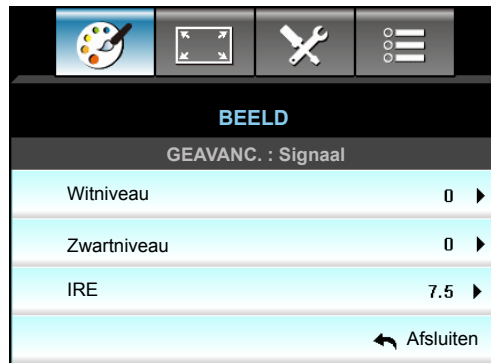 BEELD
GEAVANC. : Signaal
Witniveau 0
Zwartniveau 0
IRE 7.5
Afsluiten